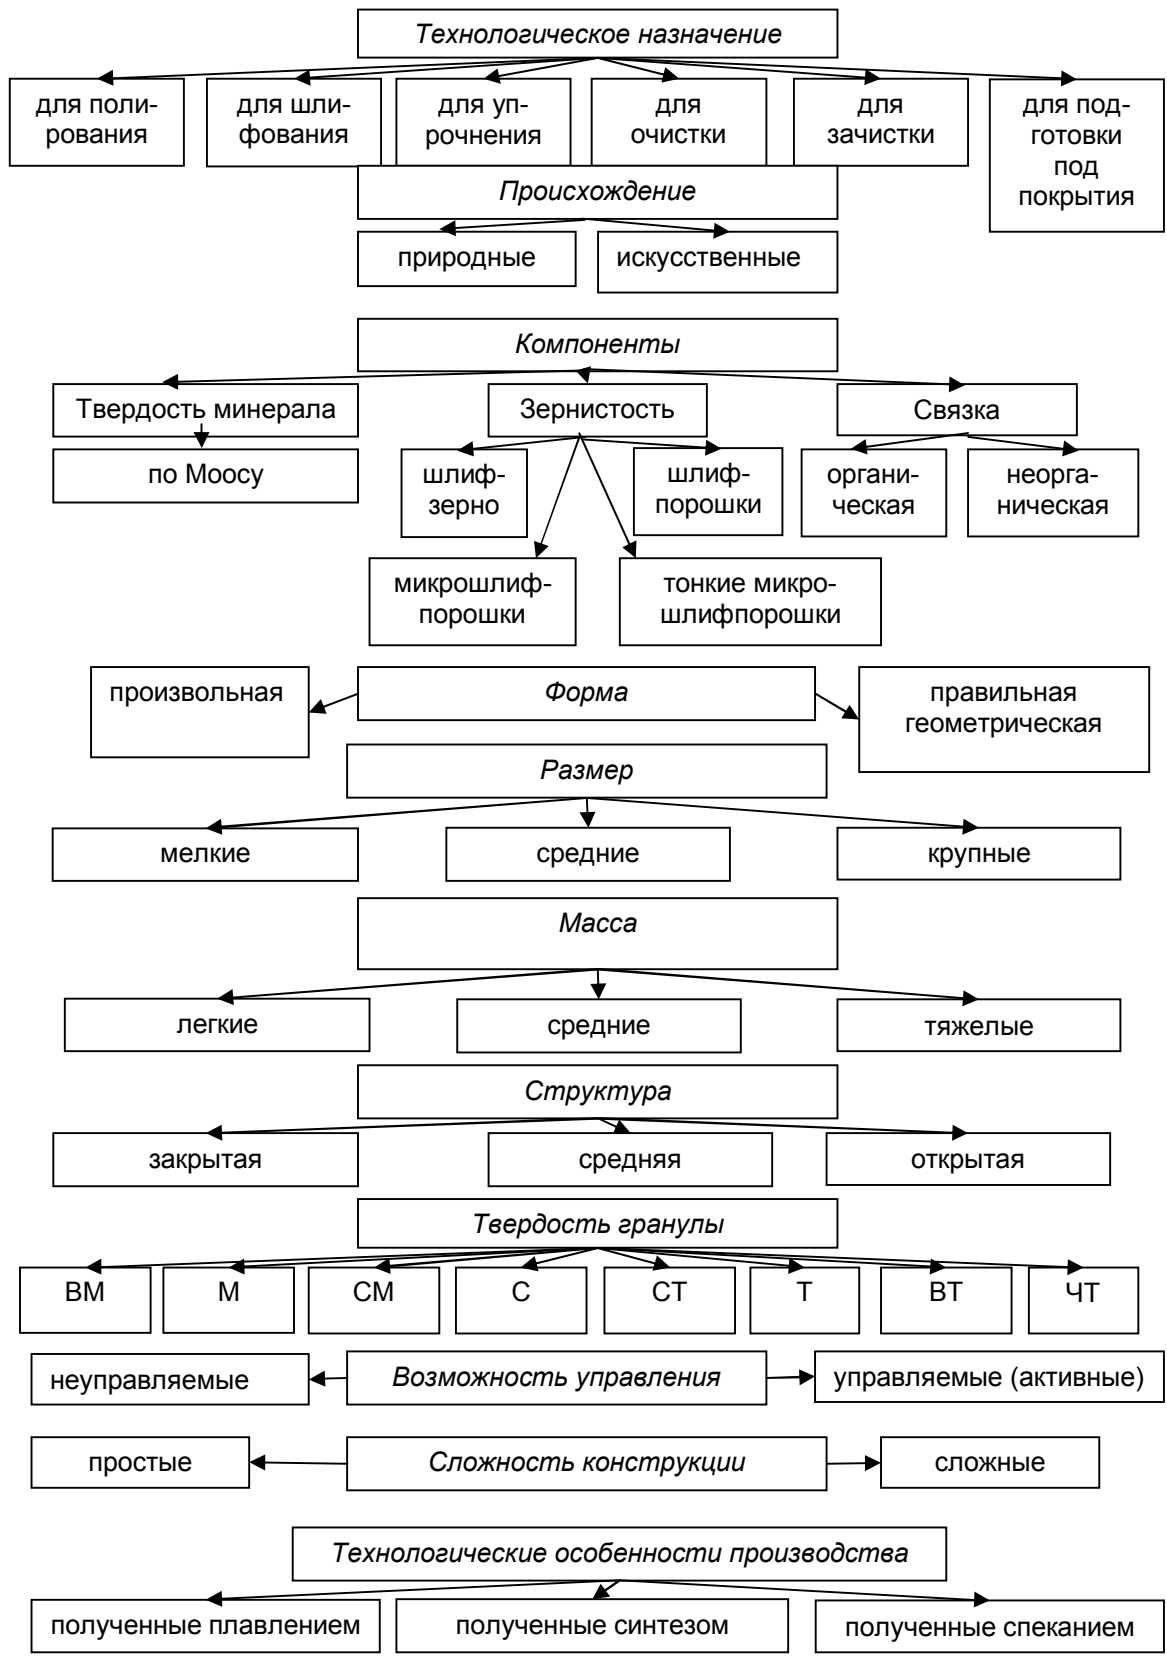 Технологическое назначение
для поли-
рования
для шли-
фования
для уп-
рочнения
для
очистки
для
зачистки
для под-
готовки
под
покрытия
Происхождение
природные
искусственные
Компоненты
Твердость минерала
Зернистость
Связка
по Моосу
шлиф-
зерно
шлиф-
порошки
органи-
ческая
неорга-
ническая
микрошлиф-
порошки
тонкие микро-
шлифпорошки
произвольная
Форма
правильная
геометрическая
Размер
мелкие
средние
крупные
Масса
легкие
средние
тяжелые
Структура
закрытая
средняя
открытая
Твердость гранулы
ВМ
М
СМ
С
СТ
Т
ВТ
ЧТ
неуправляемые
Возможность управления
управляемые (активные)
простые
Сложность конструкции
сложные
Технологические особенности производства
полученные плавлением
полученные синтезом
полученные спеканием